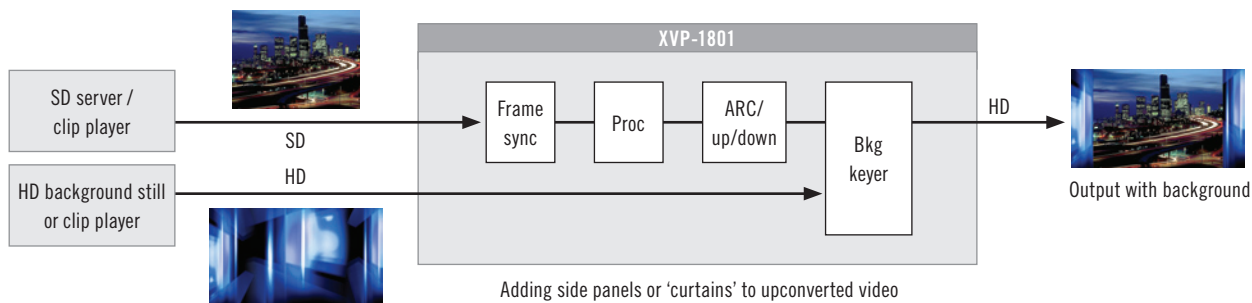 XVP-1801
SD server /
clip player
SD
Frame
sync
Proc
ARC/
up/down
Bkg
keyer
HD
HD background still
or clip player
HD
Output with background
Adding side panels or ‘curtains’ to upconverted video